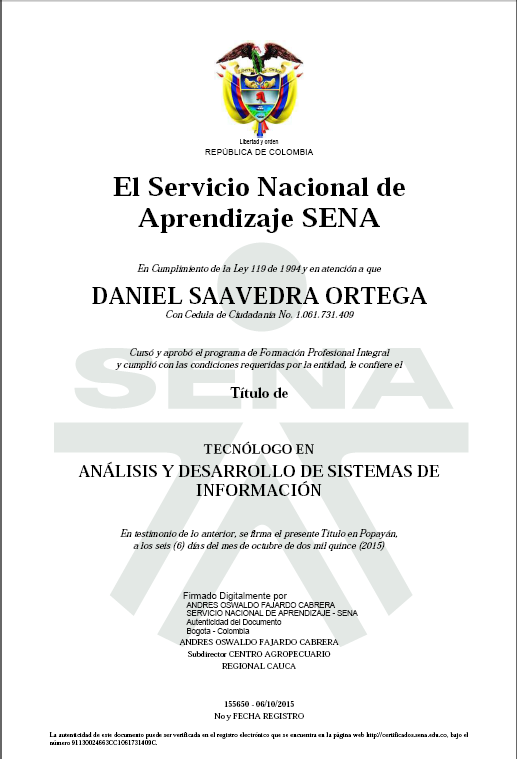 Libertad y orden
REPÚBLICA DE COLOMBIA
El Servicio Nacional de
Aprendizaje SENA
En Cumplimiento de la Ley 119 de 1994 y en atención a que
DANIEL SAAVEDRA ORTEGA
Con Cedula de Ciudadania No. 1.061.731.409
Cursó y aprobó el programa de Formación Profesional Integral
y cumplió con las condiciones requeridas por la entidad, le confiere el
SENA
Título de
TECNÓLOGO EN
ANÁLISIS Y DESARROLLO DE SISTEMAS DE
INFORMACIÓN
En testimonio de lo anterior, se firma el presente Título en Popayán,
a los seis (6) días del mes de octubre de dos mil quince (2015)
Firmado Digitalmente por
ANDRES OSWALDO FAJARDO CABRERA
SERVICIO NACIONAL DE APRENDIZAJE - SENA
Autenticidad del Documento
Bogota - Colombia
ANDRES OSWALDO FAJARDO CABRERA
Subdirector CENTRO AGROPECUARIO
REGIONAL CAUCA
155650 - 06/10/2015
No y FECHA REGISTRO
La autenticidad de este documento puede ser verificada en el registro electrónico que se encuentra en la página web http://certificados.sena.edu.co, bajo el
número 91130024663CC1061731409C.